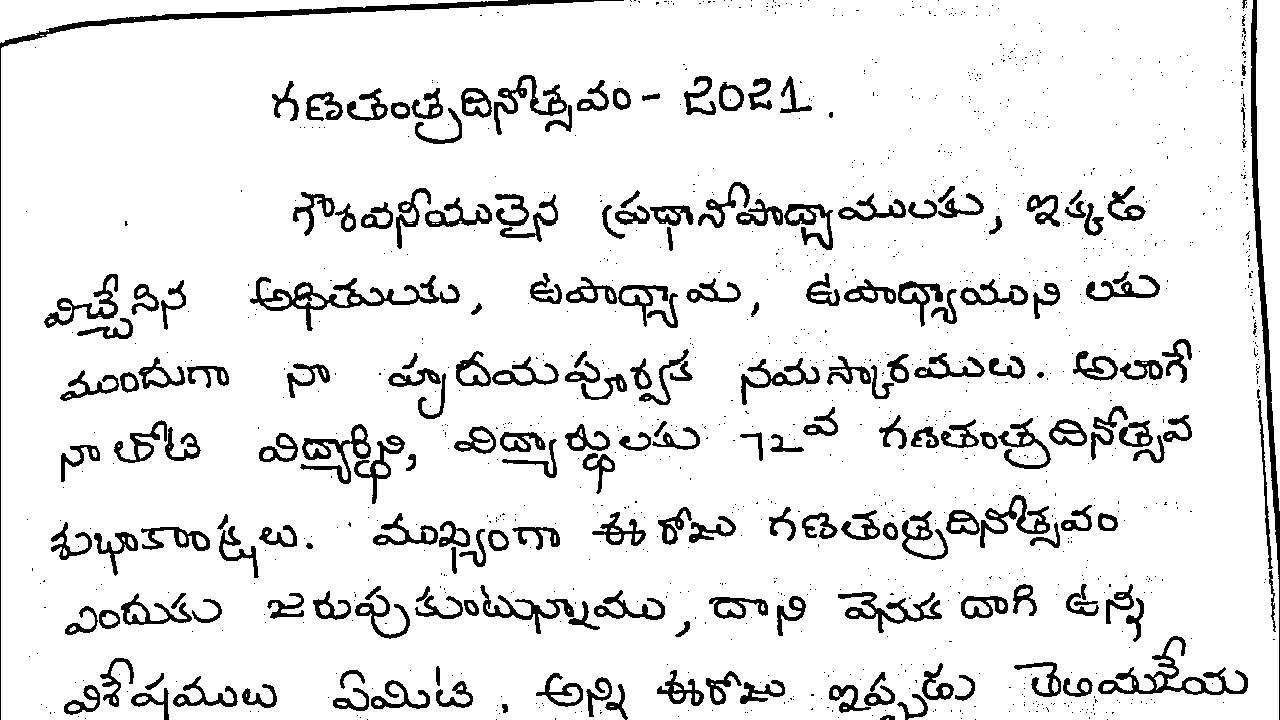 గణతంత్రదినోత్సవం - 2021.
గౌరవనీయులైన ప్రధానోపాధ్యాములకు, ఇక్కడ
విచ్చేసిన అథితులకు, ఉపాధ్యాయ, ఉపాధ్యాయుని లకు
ముందుగా నా హృదయపూర్వక నమస్కారములు. అలాగే
నా తోటి విద్యార్థిని, విద్యార్థులకు 72వ గణతంత్రదినోత్సవ
శుభాకాంక్షలు. ముఖ్యంగా ఈ రోజు గణతంత్రదినోత్సవం
ఎందుకు జరుపుకుంటున్నాము, దాని వెనుక దాగి ఉన్న
విశేషములు ఏమిటి, అన్ని ఈరోజు ఇప్పుడు తెలియజేయ